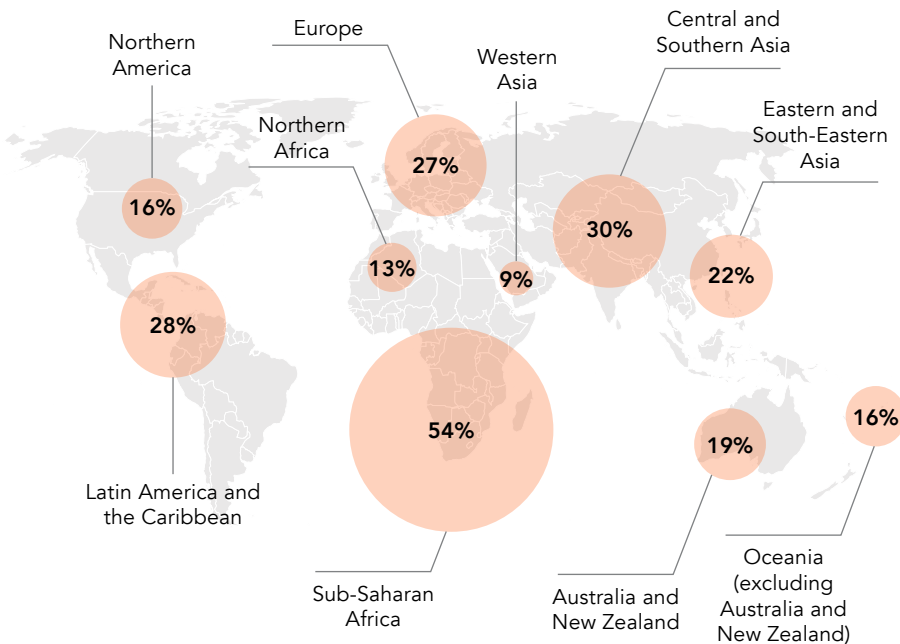 Northern
America
16%
Europe
27%
Northern
Africa
13%
Western
Asia
9%
Central and
Southern Asia
30%
Eastern and
South-Eastern
Asia
22%
28%
Latin America and
the Caribbean
54%
Sub-Saharan
Africa
19%
Australia and
New Zealand
16%
Oceania
(excluding
Australia and
New Zealand)